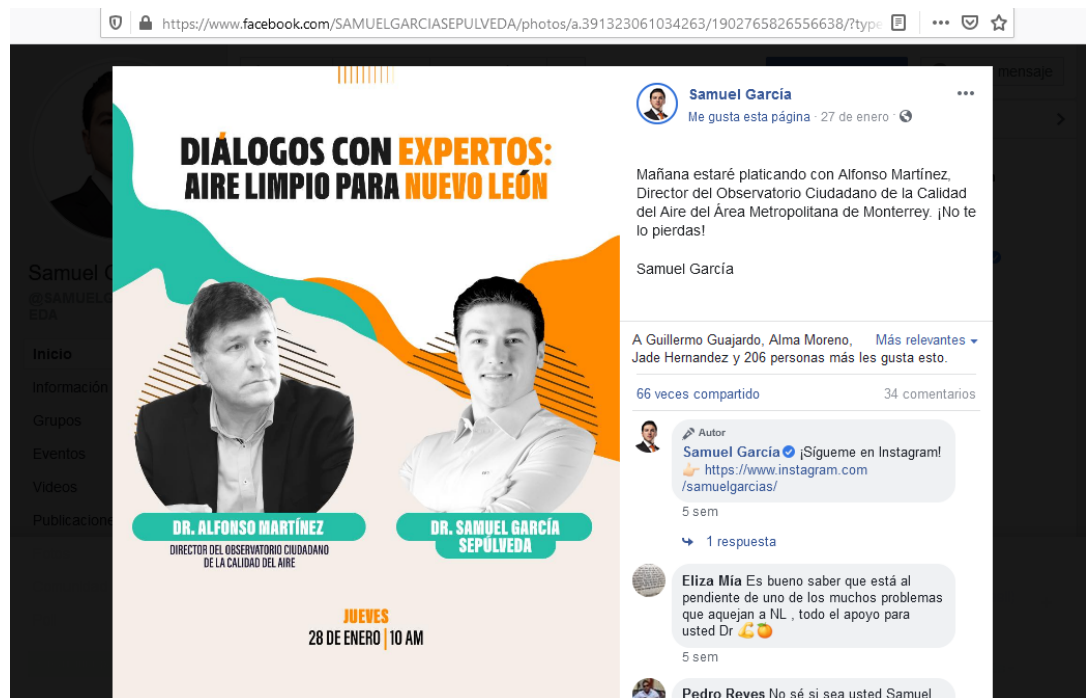 https://www.facebook.com/SAMUELGARCIASEPULVEDA/photos/a.391323061034263/1902765826556638/?type
mensaje
DIÁLOGOS CON EXPERTOS:
AIRE LIMPIO PARA NUEVO LEÓN
DR. ALFONSO MARTÍNEZ
DIRECTOR DEL OBSERVATORIO CIUDADANO
DE LA CALIDAD DEL AIRE
DR. SAMUEL GARCÍA
SEPÚLVEDA
JUEVES
28 DE ENERO | 10 AM
Samuel
Inicio
Información
Grupos
Eventos
Videos
Publicacione
Samuel García
Me gusta esta página · 27 de enero ·
Mañana estaré platicando con Alfonso Martínez,
Director del Observatorio Ciudadano de la Calidad
del Aire del Área Metropolitana de Monterrey. ¡No te
lo pierdas!
Samuel García
A Guillermo Guajardo, Alma Moreno,
Jade Hernandez y 206 personas más les gusta esto.
Más relevantes
66 veces compartido
34 comentarios
Autor
Samuel García ¡Sígueme en Instagram!
👉🏻 https://www.instagram.com
/samuelgarcias/
5 sem
1 respuesta
Eliza Mía Es bueno saber que está al
pendiente de uno de los muchos problemas
que aquejan a NL , todo el apoyo para
usted Dr 💪🍊
5 sem
Pedro Reyes No sé si sea usted Samuel